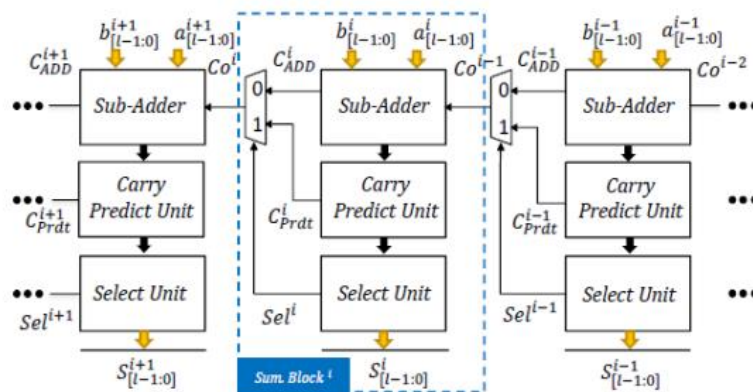 b^{i+1}_{[l-1:0]} a^{i+1}_{[l-1:0]} b^{i}_{[l-1:0]} a^{i}_{[l-1:0]} b^{i-1}_{[l-1:0]} a^{i-1}_{[l-1:0]}
C^{i+1}_{ADD} Co^{i} C^{i}_{ADD} Co^{i-1} C^{i-1}_{ADD} Co^{i-2}
Sub-Adder 0 Sub-Adder 0 Sub-Adder
1 1
Carry Carry Carry
Predict Unit Predict Unit Predict Unit
C^{i+1}_{Prdt} C^{i}_{Prdt} C^{i-1}_{Prdt}
Select Unit Select Unit Select Unit
Sel^{i+1} Sel^{i} Sel^{i-1}
S^{i+1}_{[l-1:0]} Sum. Block^{i} S^{i}_{[l-1:0]} S^{i-1}_{[l-1:0]}